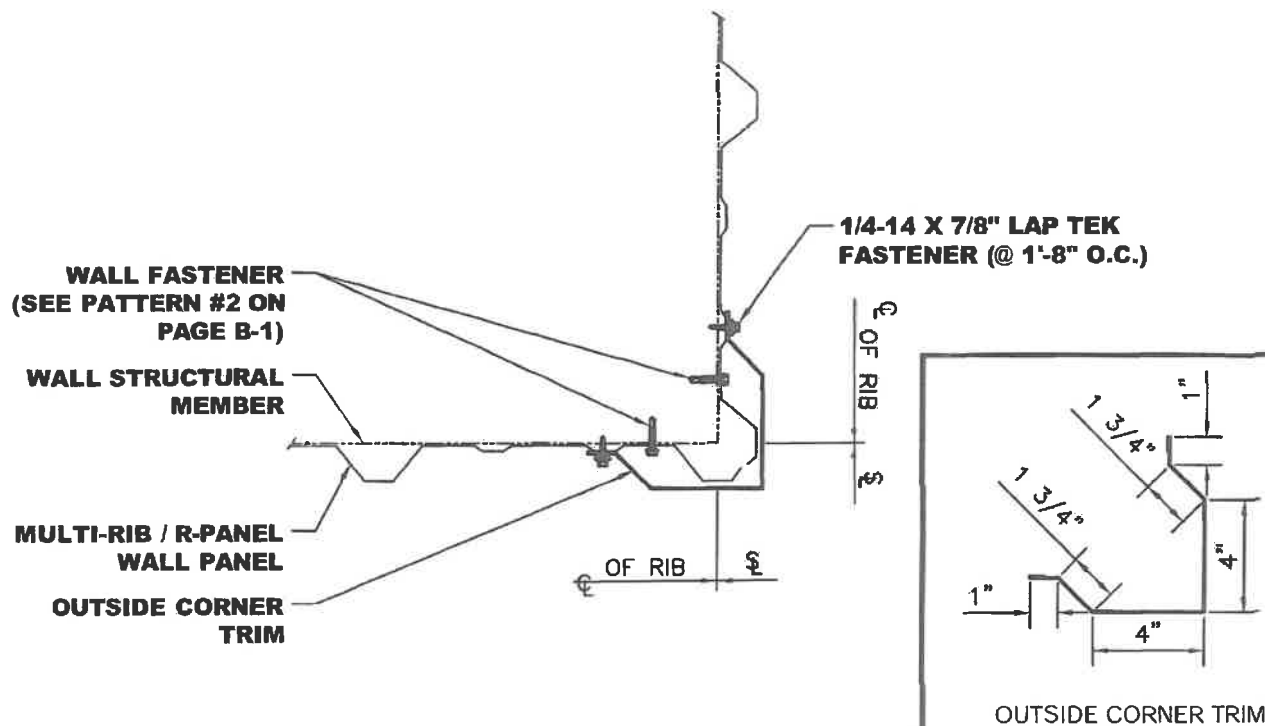 1/4-14 X 7/8" LAP TEK
FASTENER (@ 1'-8" O.C.)
WALL FASTENER
(SEE PATTERN #2 ON
PAGE B-1)
WALL STRUCTURAL
MEMBER
MULTI-RIB / R-PANEL
WALL PANEL
OUTSIDE CORNER
TRIM
℄ OF RIB
℄ OF RIB
1"
1 3/4"
1 3/4"
4"
1"
4"
OUTSIDE CORNER TRIM